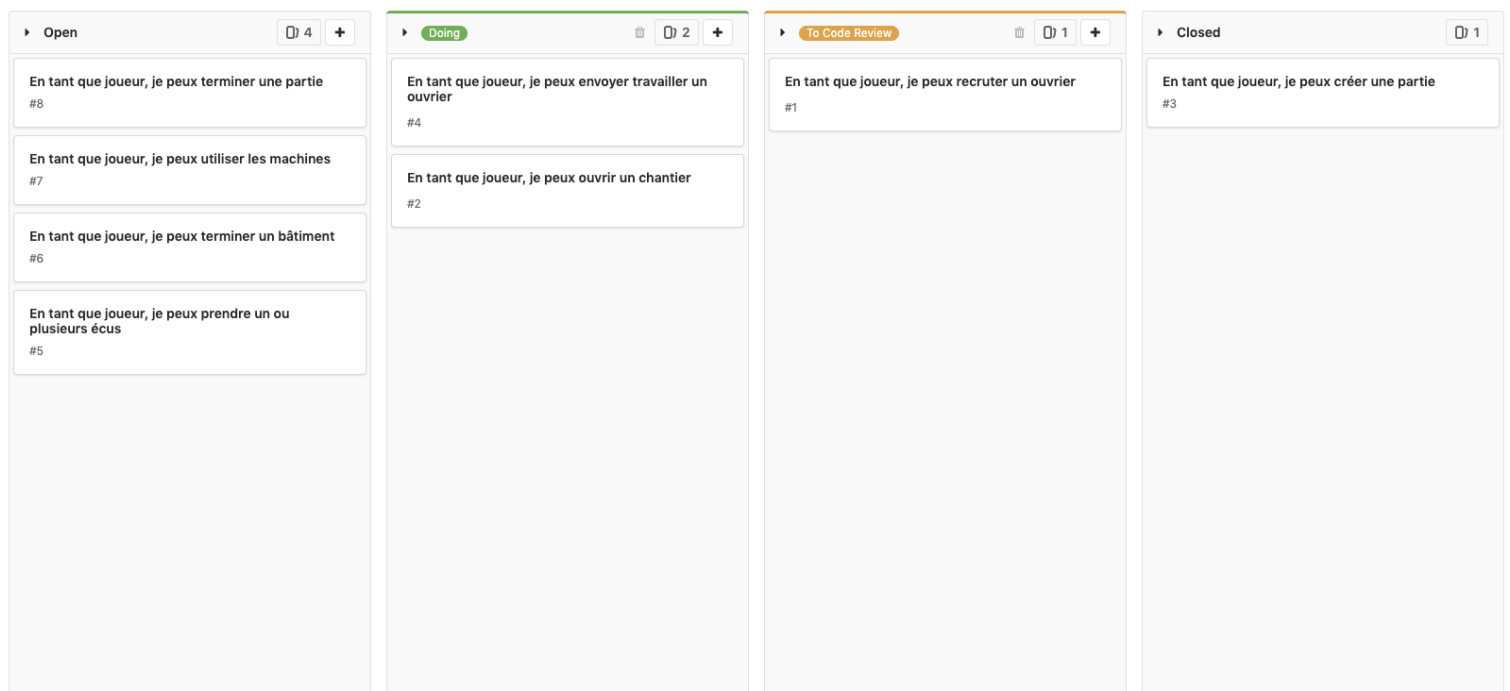 Open
4
En tant que joueur, je peux terminer une partie
#8
En tant que joueur, je peux utiliser les machines
#7
En tant que joueur, je peux terminer un bâtiment
#6
En tant que joueur, je peux prendre un ou
plusieurs écus
#5
Doing
2
En tant que joueur, je peux envoyer travailler un
ouvrier
#4
En tant que joueur, je peux ouvrir un chantier
#2
To Code Review
1
En tant que joueur, je peux recruter un ouvrier
#1
Closed
1
En tant que joueur, je peux créer une partie
#3